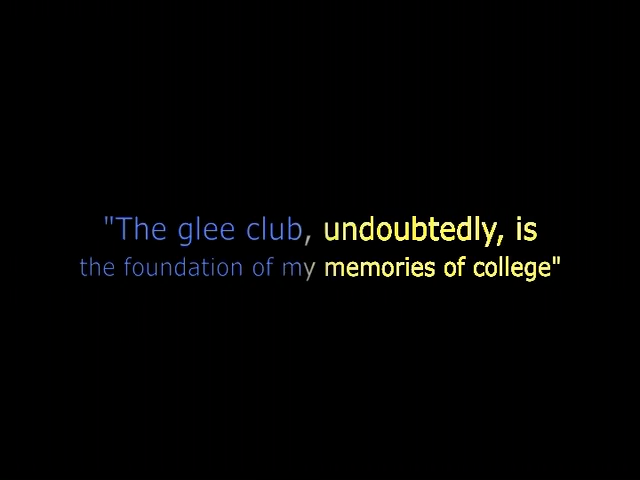 "The glee club, undoubtedly, is
the foundation of my memories of college"